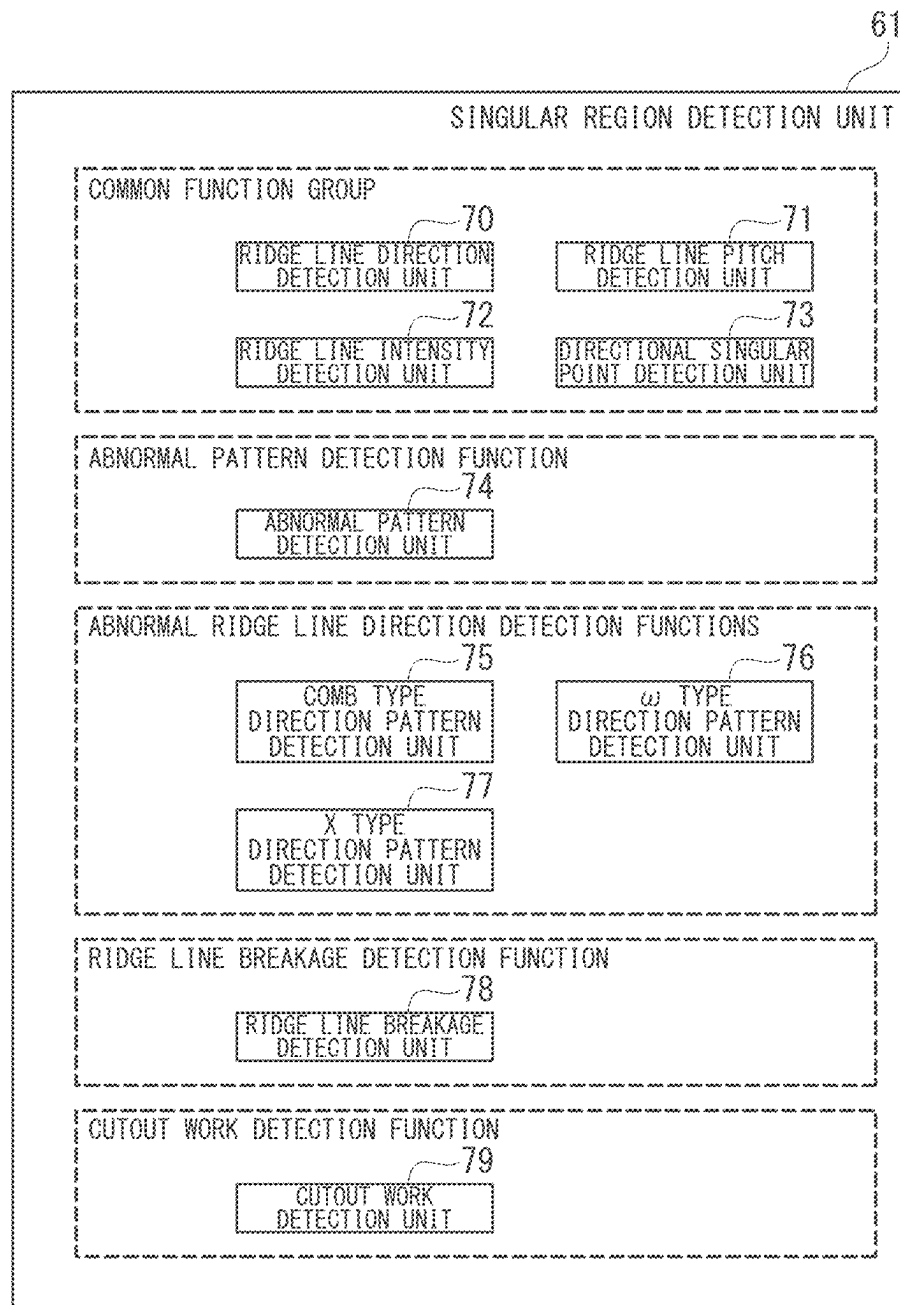 61
SINGULAR REGION DETECTION UNIT
COMMON FUNCTION GROUP
70
RIDGE LINE DIRECTION
DETECTION UNIT
71
RIDGE LINE PITCH
DETECTION UNIT
72
RIDGE LINE INTENSITY
DETECTION UNIT
73
DIRECTIONAL SINGULAR
POINT DETECTION UNIT
ABNORMAL PATTERN DETECTION FUNCTION
74
ABNORMAL PATTERN
DETECTION UNIT
ABNORMAL RIDGE LINE DIRECTION DETECTION FUNCTIONS
75
COMB TYPE
DIRECTION PATTERN
DETECTION UNIT
76
ω TYPE
DIRECTION PATTERN
DETECTION UNIT
77
X TYPE
DIRECTION PATTERN
DETECTION UNIT
RIDGE LINE BREAKAGE DETECTION FUNCTION
78
RIDGE LINE BREAKAGE
DETECTION UNIT
CUTOUT WORK DETECTION FUNCTION
79
CUTOUT WORK
DETECTION UNIT